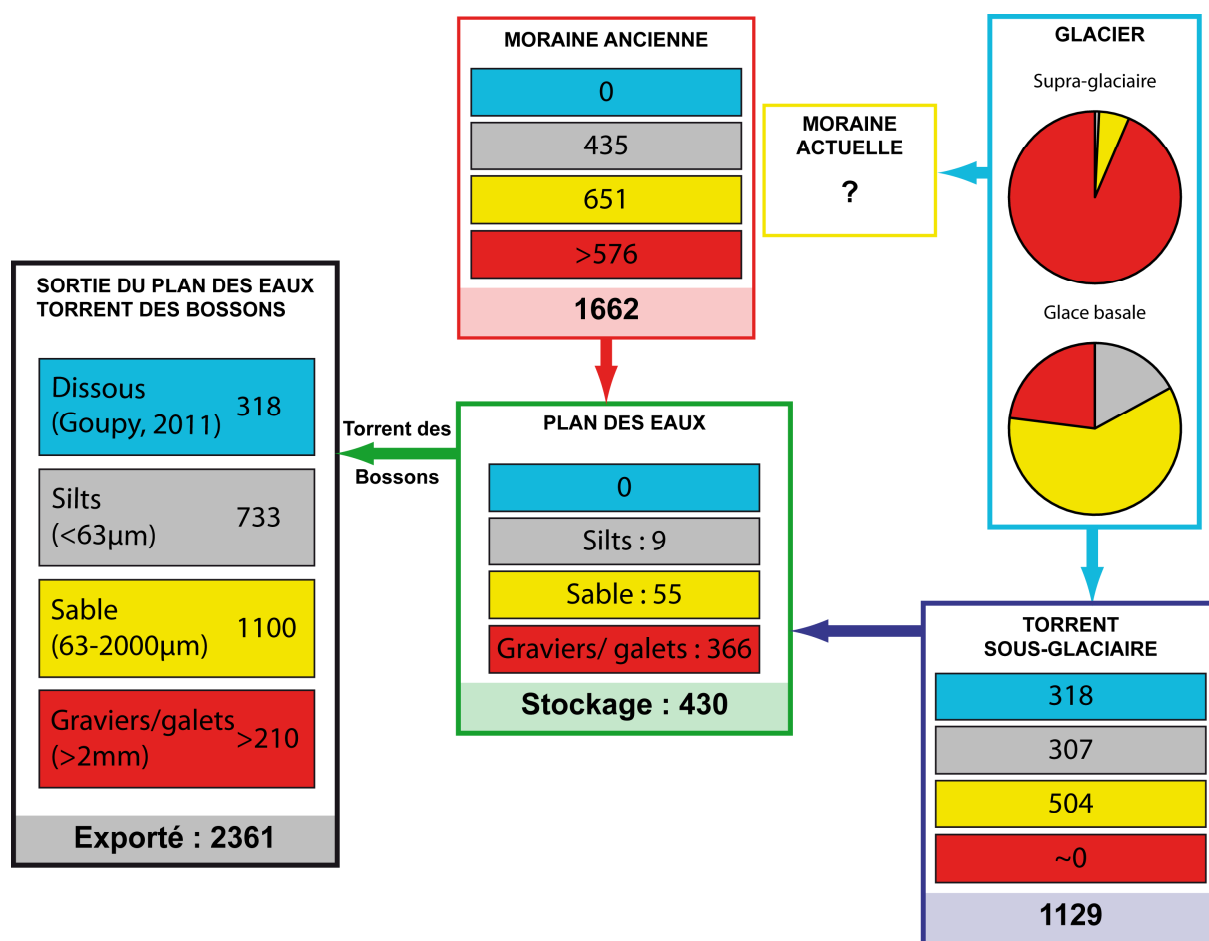 MORAINE ANCIENNE
0
435
651
>576
1662
MORAINE
ACTUELLE
?
GLACIER
Supra-glaciaire
Glace basale
SORTIE DU PLAN DES EAUX
TORRENT DES BOSSONS
Dissous
(Goupy, 2011) 318
Silts
(<63µm) 733
Sable
(63-2000µm) 1100
Graviers/galets
(>2mm) >210
Exporté : 2361
Torrent des
Bossons
PLAN DES EAUX
0
Silts : 9
Sable : 55
Graviers/ galets : 366
Stockage : 430
TORRENT
SOUS-GLACIAIRE
318
307
504
~0
1129